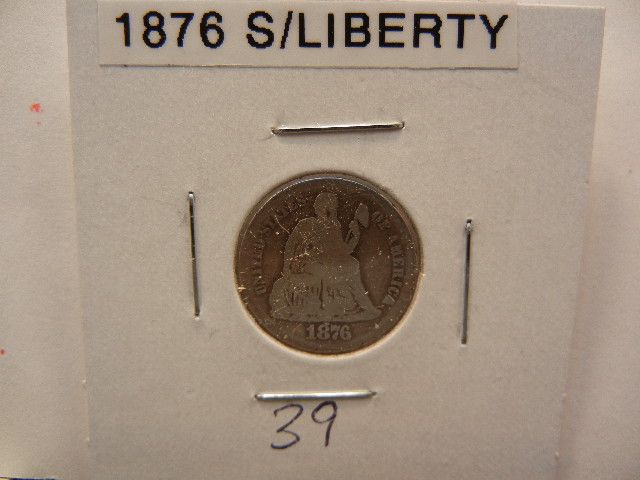 1876 S/LIBERTY
UNITED STATES OF AMERICA
1876
39